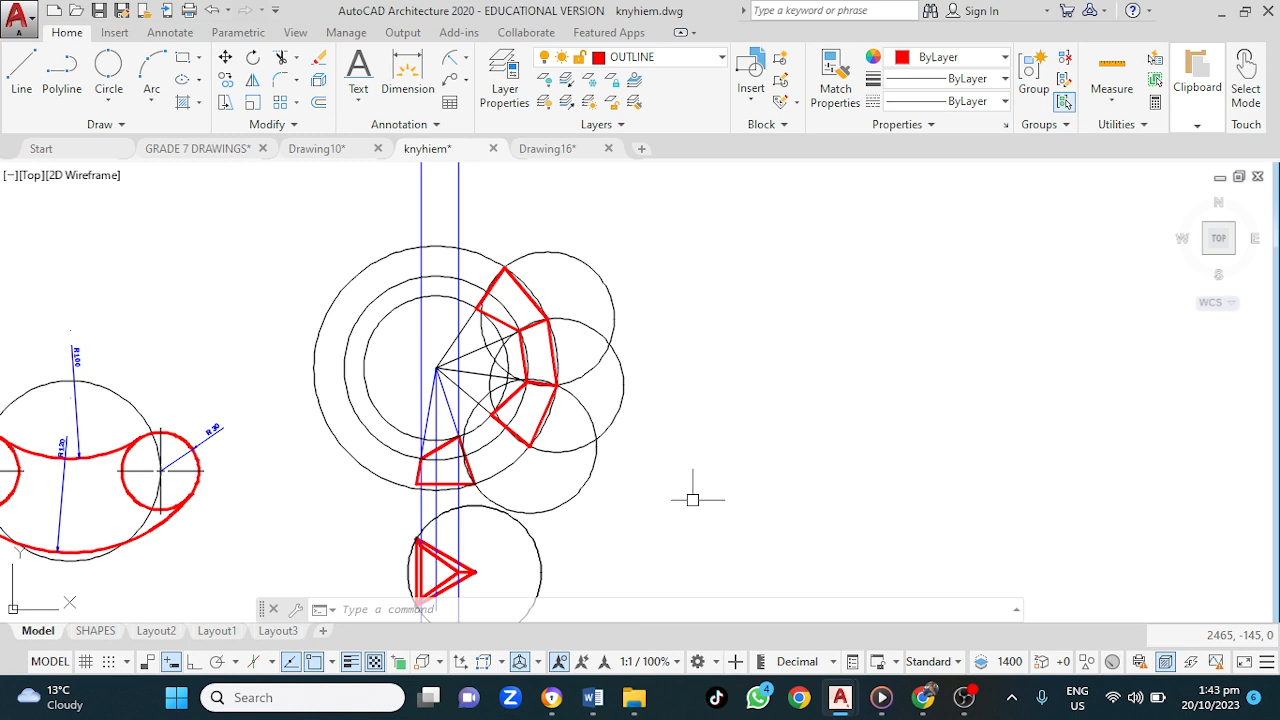 AutoCAD Architecture 2020 - EDUCATIONAL VERSION knyhiem.dwg
Type a keyword or phrase
Sign In
Home Insert Annotate Parametric View Manage Output Add-ins Collaborate Featured Apps
Line Polyline Circle Arc
Text Dimension
Layer Properties
OUTLINE
Insert
Match Properties
ByLayer
ByLayer
ByLayer
Group
Measure
Clipboard
Select Mode
Draw Modify Annotation Layers Block Properties Groups Utilities Touch
Start GRADE 7 DRAWINGS* Drawing10* knyhiem* Drawing16*
[−][Top][2D Wireframe]
N
W TOP E
S
WCS
R100
R120
R 30
Y
X
Type a command
Model SHAPES Layout2 Layout1 Layout3
2465, -145, 0
MODEL 1:1 / 100% Decimal Standard 1400 +0
13°C
Cloudy
Search
4
ENG
US
1:43 pm
20/10/2023
6